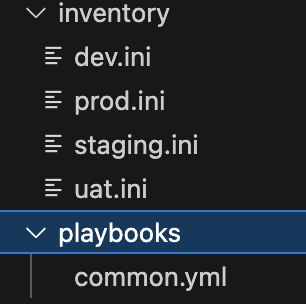 inventory
dev.ini
prod.ini
staging.ini
uat.ini
playbooks
common.yml